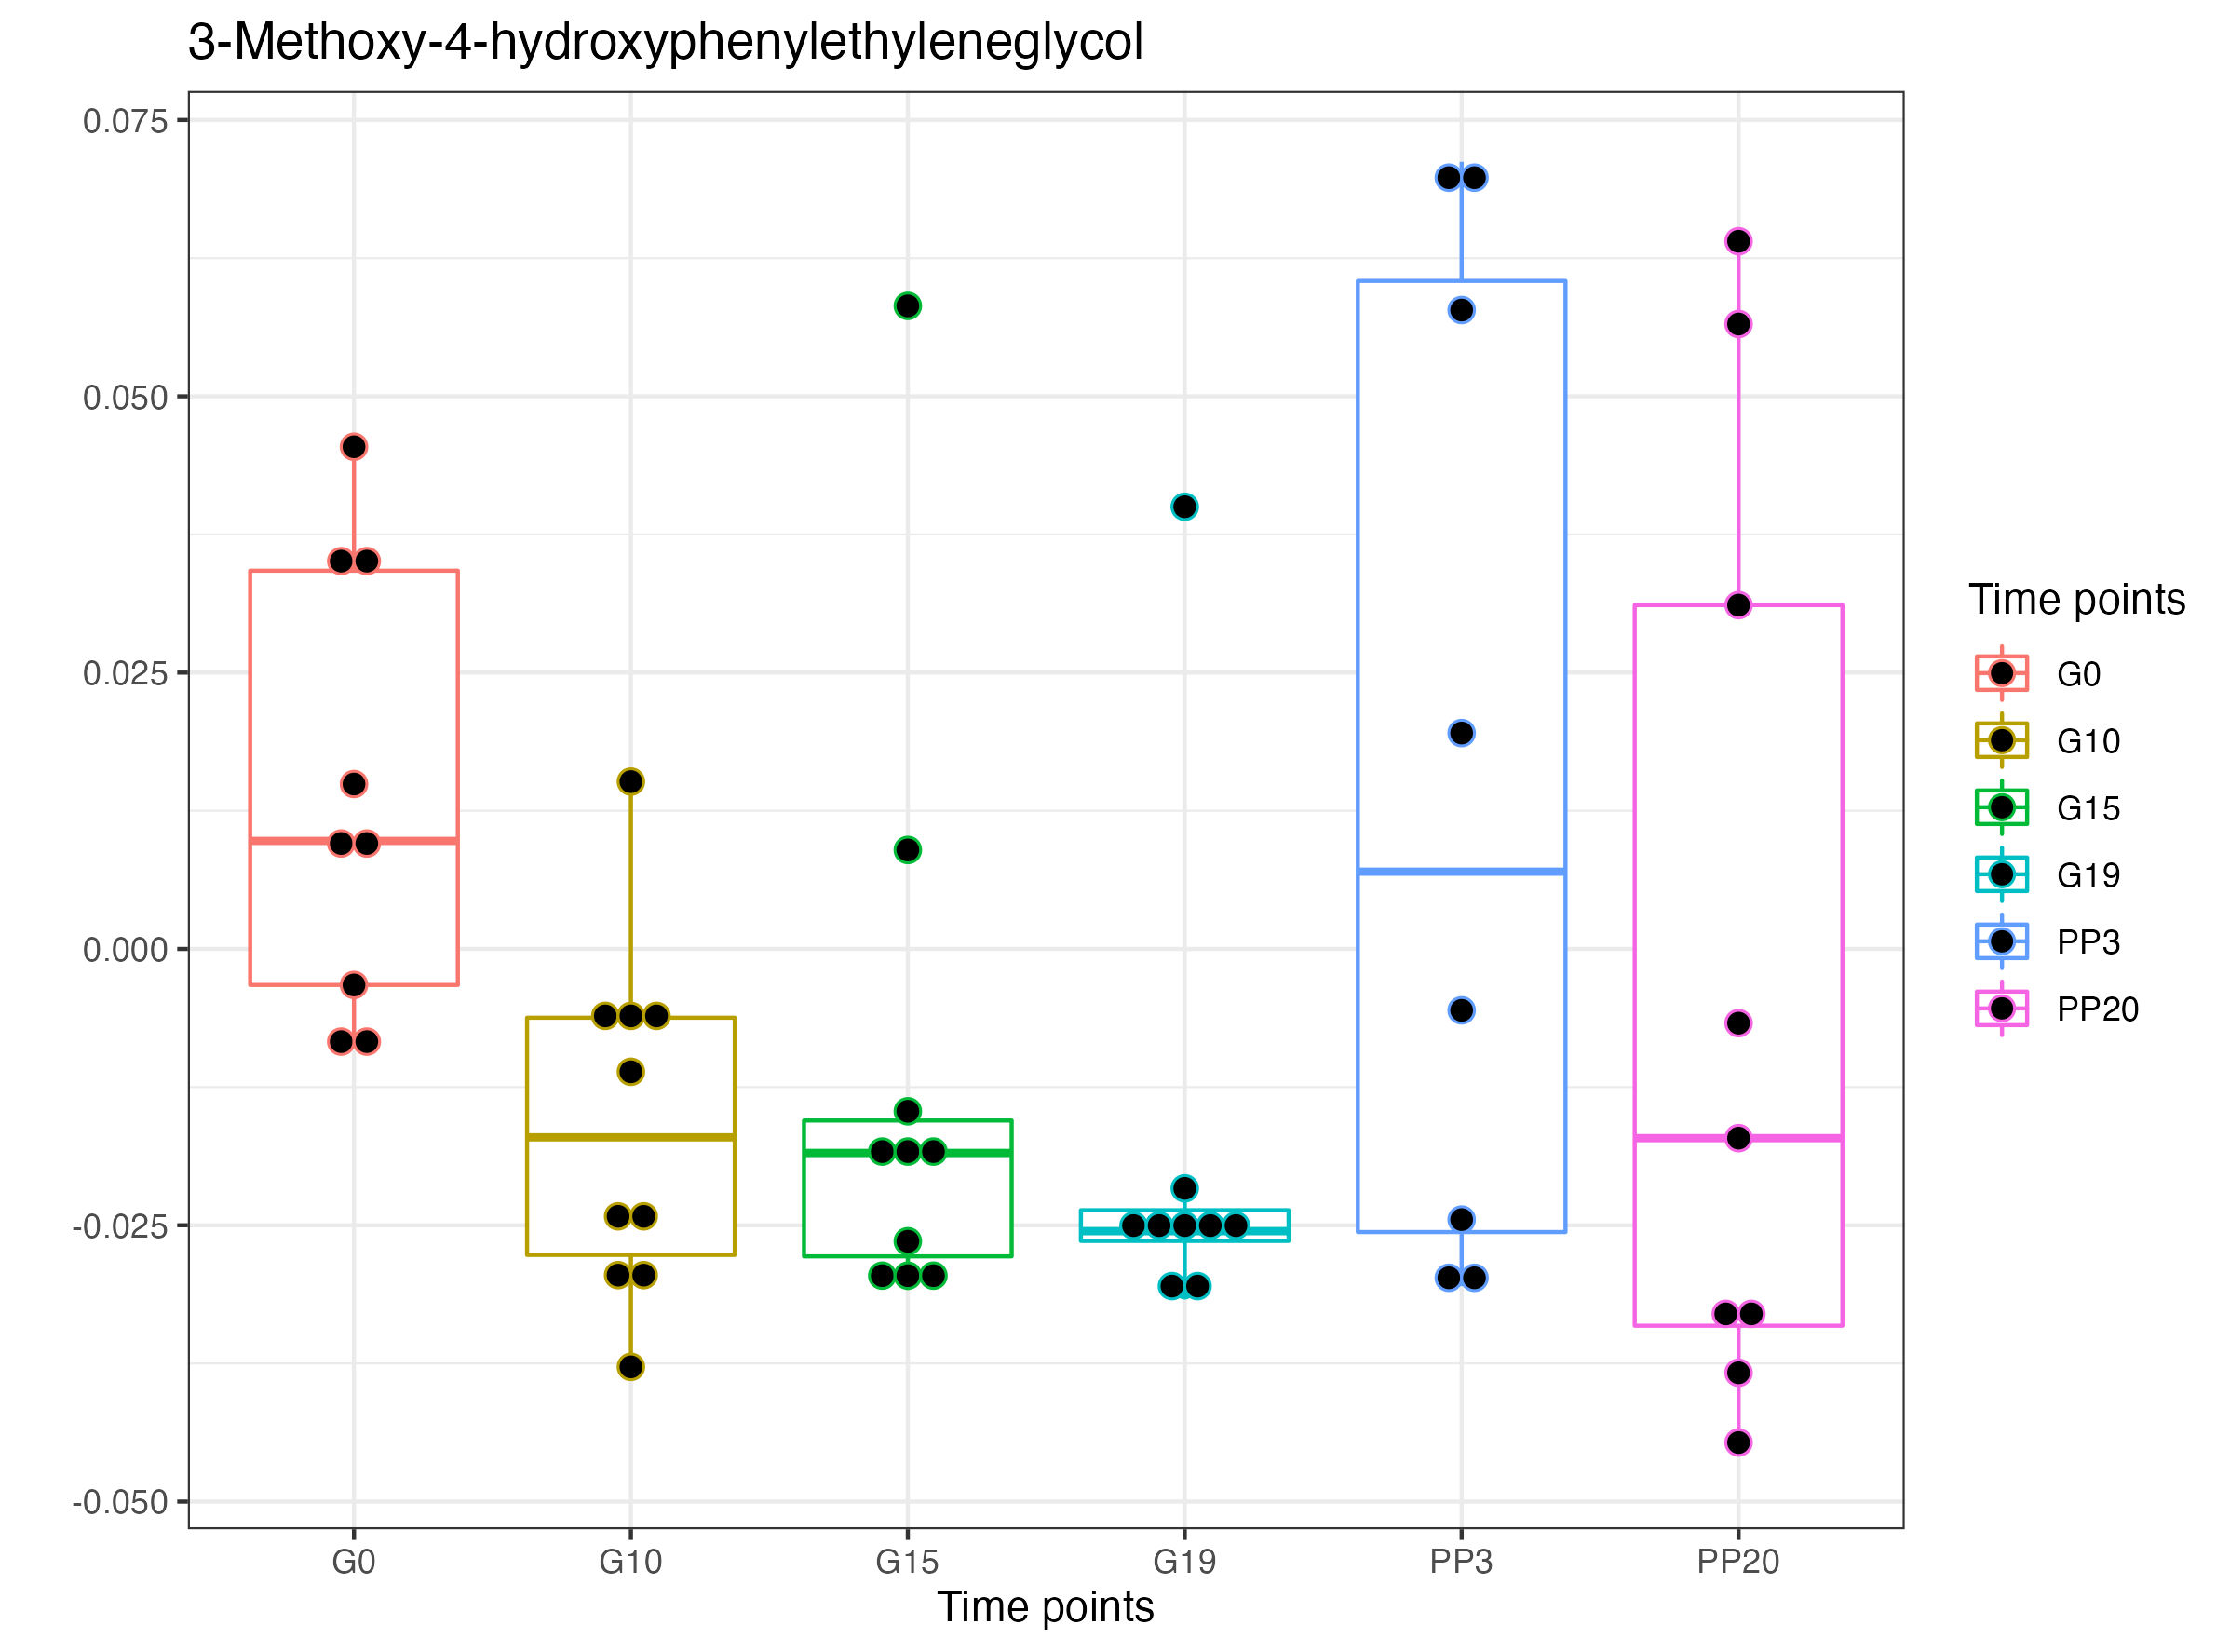 3-Methoxy-4-hydroxyphenylethyleneglycol
0.075
0.050
0.025
0.000
-0.025
-0.050
G0 G10 G15 G19 PP3 PP20
Time points
Time points
G0
G10
G15
G19
PP3
PP20